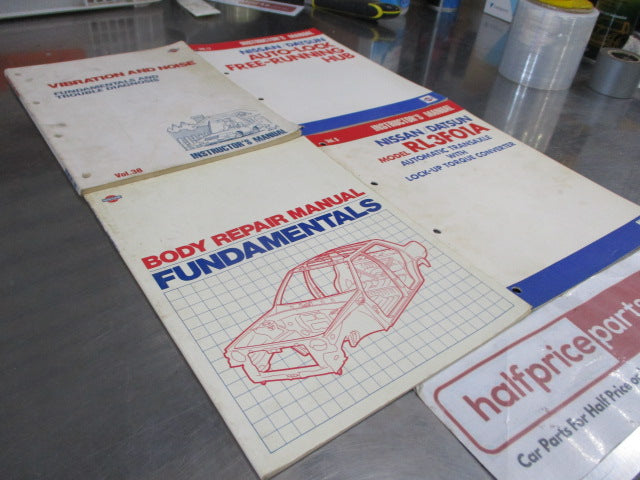 VIBRATION AND NOISE
FUNDAMENTALS AND
TROUBLE DIAGNOSIS
INSTRUCTOR'S MANUAL
Vol.38
INSTRUCTOR'S MANUAL
NISSAN DATSUN
AUTO-LOCK
FREE-RUNNING
HUB
INSTRUCTOR'S MANUAL
NISSAN DATSUN
MODEL RL3F01A
AUTOMATIC TRANSAXLE
WITH
LOCK-UP TORQUE CONVERTER
BODY REPAIR MANUAL
FUNDAMENTALS
halfpriceparts
Car Parts For Half Price